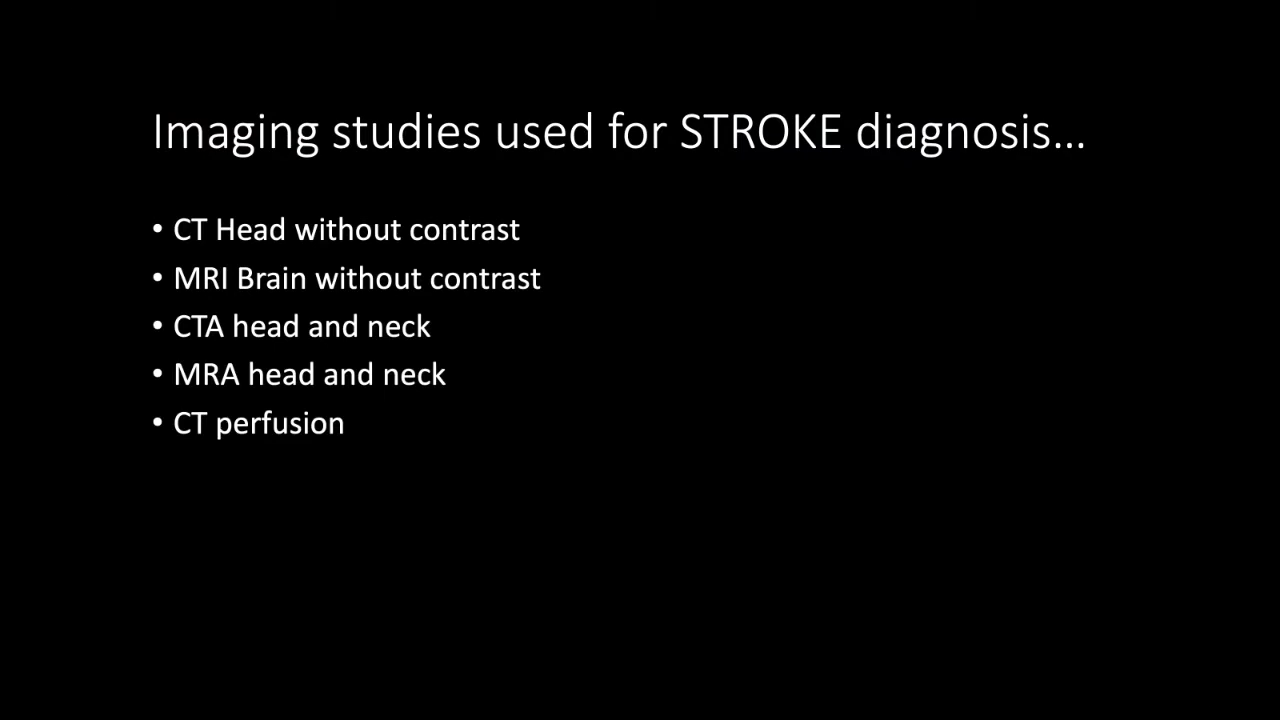 Imaging studies used for STROKE diagnosis...
• CT Head without contrast
• MRI Brain without contrast
• CTA head and neck
• MRA head and neck
• CT perfusion